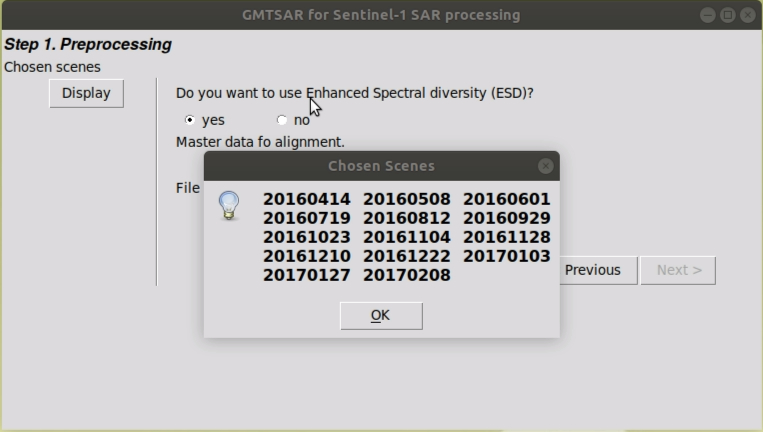 GMTSAR for Sentinel-1 SAR processing
Step 1. Preprocessing
Chosen scenes
Display
Do you want to use Enhanced Spectral diversity (ESD)?
yes no
Master data fo alignment.
File
Chosen Scenes
20160414 20160508 20160601
20160719 20160812 20160929
20161023 20161104 20161128
20161210 20161222 20170103
20170127 20170208
OK
Previous Next >